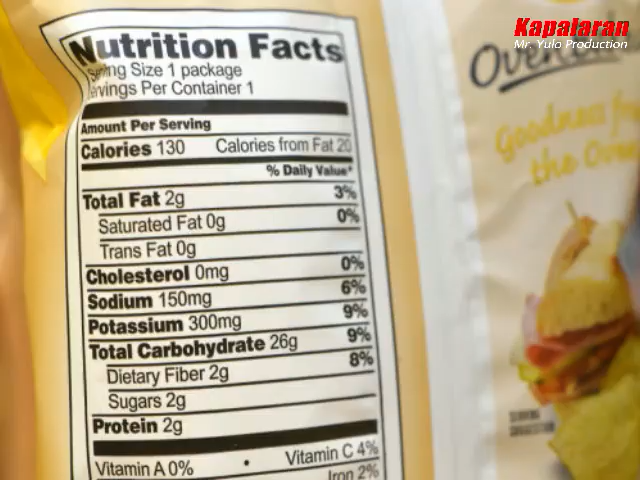 Kapalaran
Mr. Yulo Production
Nutrition Facts
Serving Size 1 package
Servings Per Container 1
Amount Per Serving
Calories 130 Calories from Fat 20
% Daily Value*
Total Fat 2g 3%
Saturated Fat 0g 0%
Trans Fat 0g
Cholesterol 0mg 0%
Sodium 150mg 6%
Potassium 300mg 9%
Total Carbohydrate 26g 9%
Dietary Fiber 2g 8%
Sugars 2g
Protein 2g
Vitamin A 0% • Vitamin C 4%
Iron 2%
Goodness
the Oven
SERVING
SUGGESTION